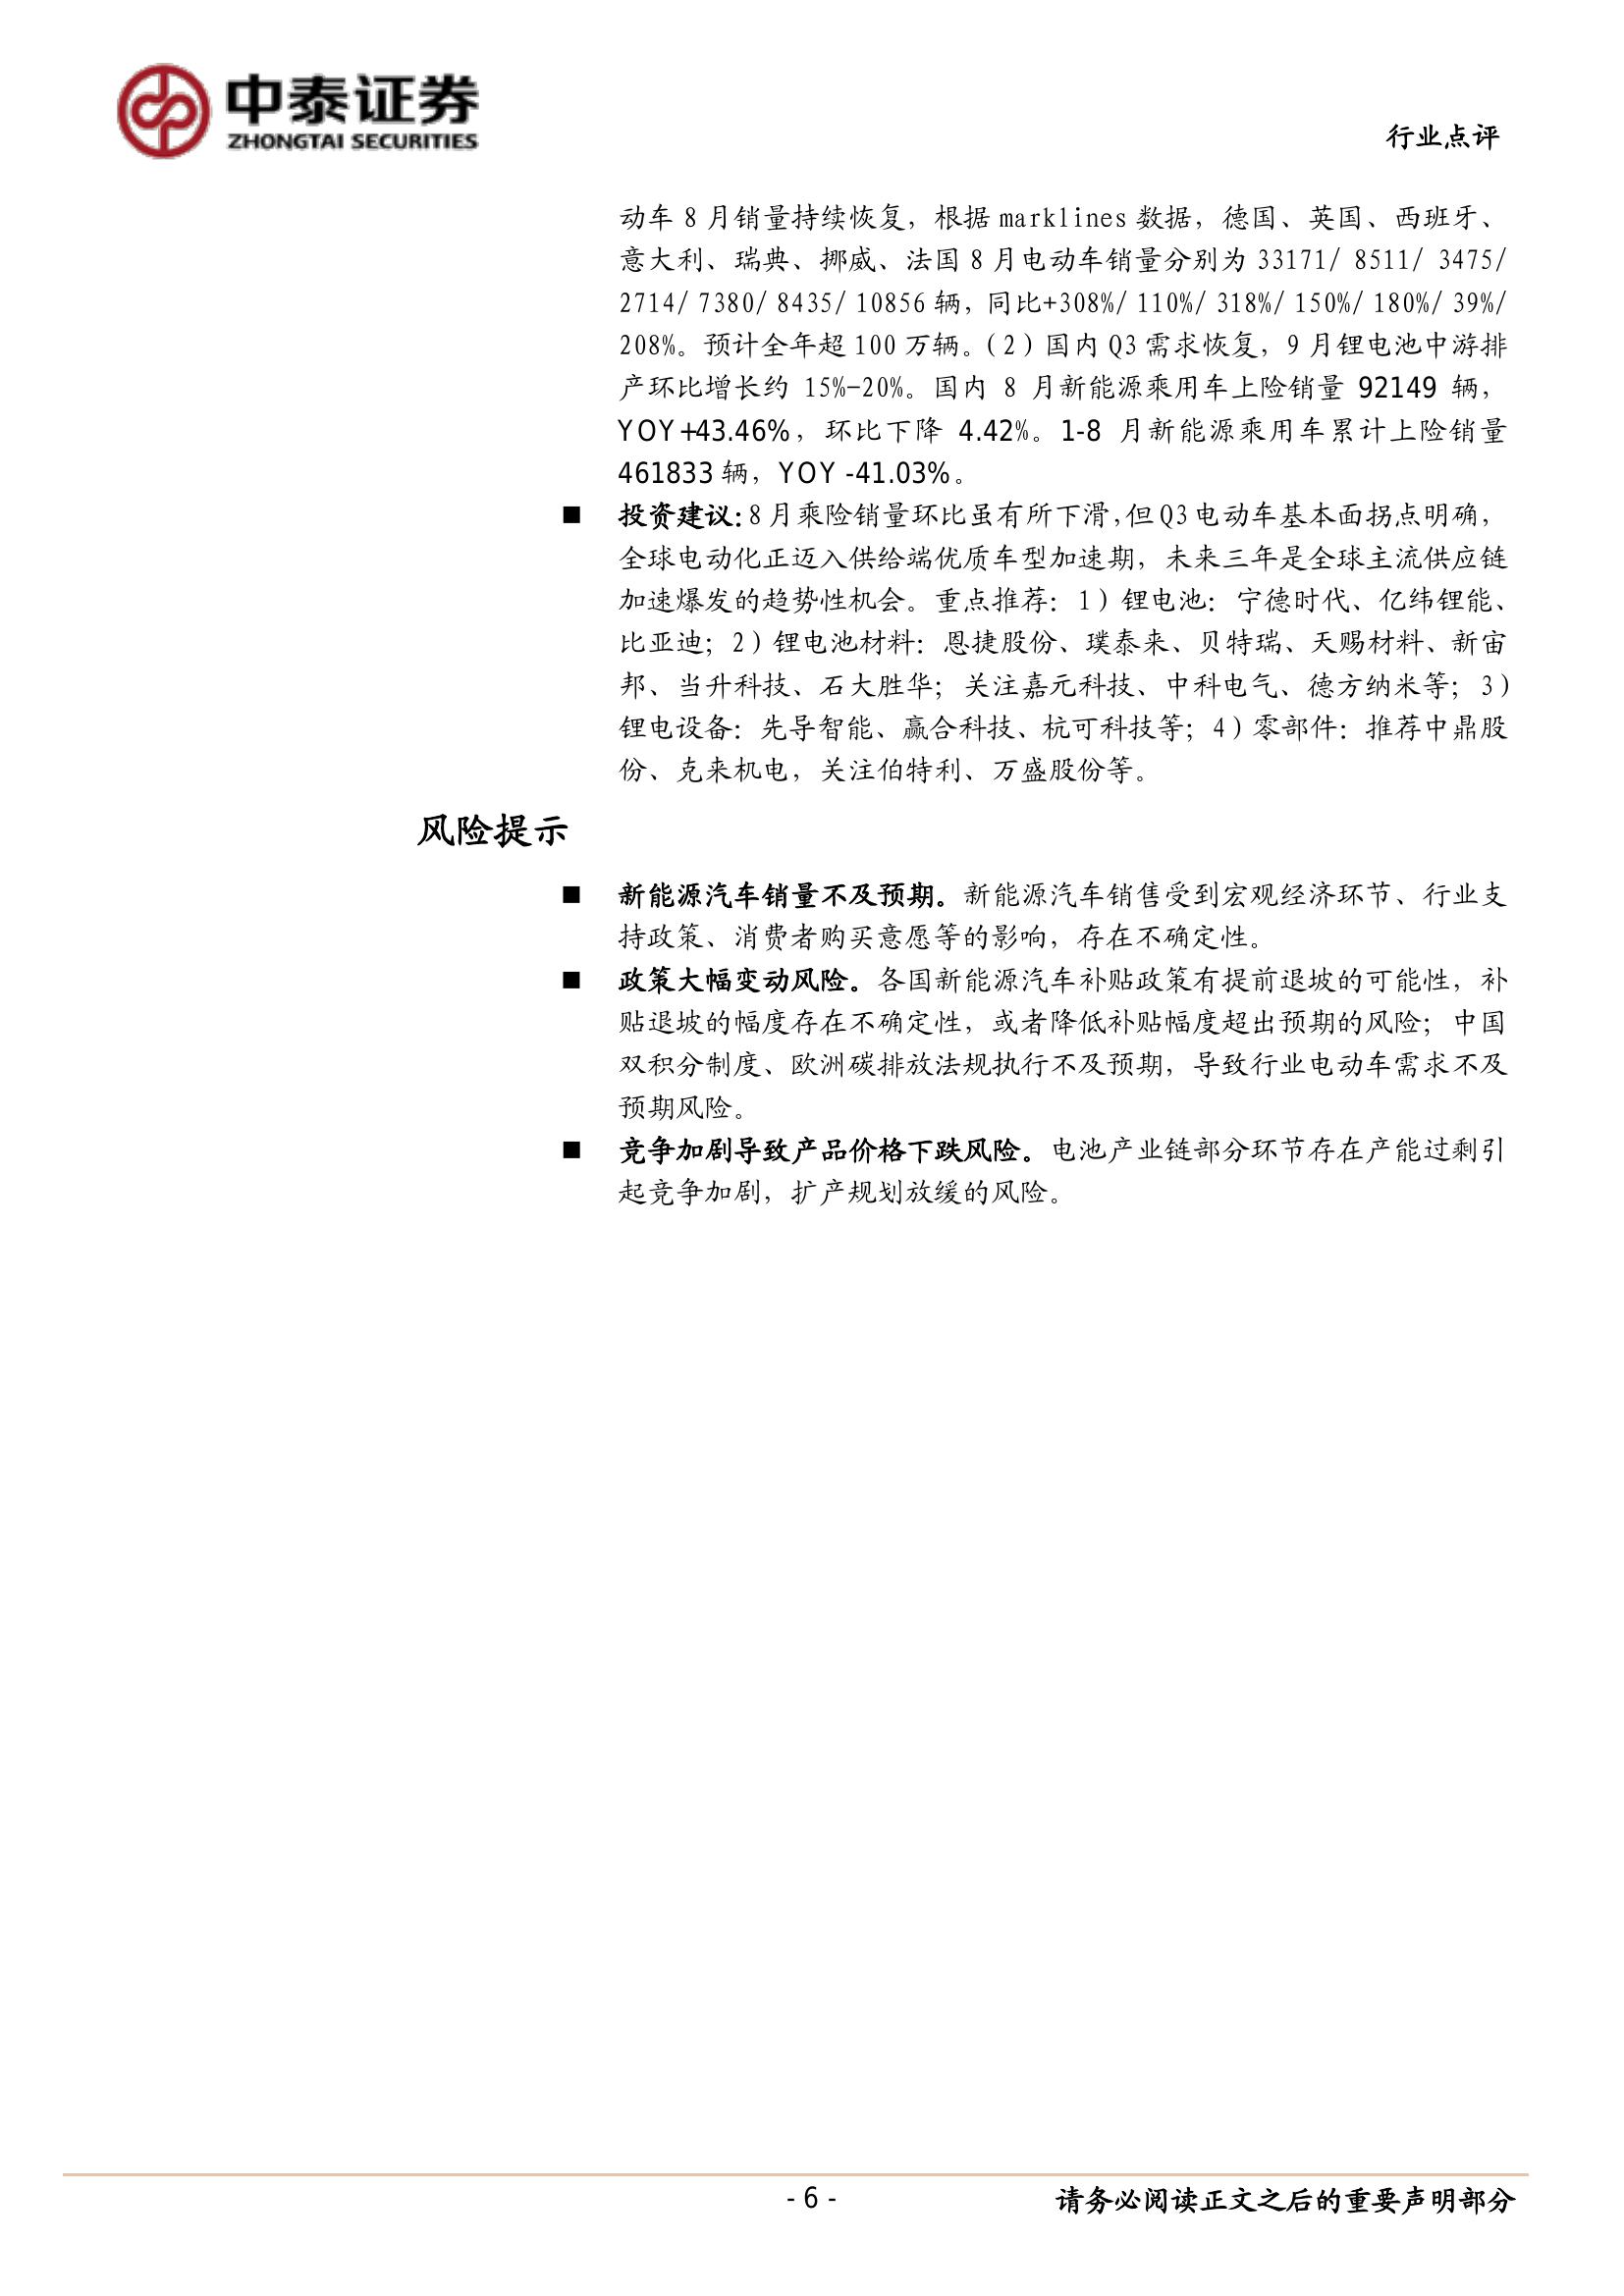 中泰证券
ZHONGTAI SECURITIES
行业点评
动车 8 月销量持续恢复，根据 marklines 数据，德国、英国、西班牙、
意大利、瑞典、挪威、法国 8 月电动车销量分别为 33171/ 8511/ 3475/
2714/ 7380/ 8435/ 10856 辆，同比+308%/ 110%/ 318%/ 150%/ 180%/ 39%/
208%。预计全年超 100 万辆。（2）国内 Q3 需求恢复，9 月锂电池中游排
产环比增长约 15%-20%。国内 8 月新能源乘用车上险销量 92149 辆，
YOY+43.46%，环比下降 4.42%。1-8 月新能源乘用车累计上险销量
461833 辆，YOY -41.03%。
■ 投资建议：8 月乘险销量环比虽有所下滑，但 Q3 电动车基本面拐点明确，
全球电动化正迈入供给端优质车型加速期，未来三年是全球主流供应链
加速爆发的趋势性机会。重点推荐：1）锂电池：宁德时代、亿纬锂能、
比亚迪；2）锂电池材料：恩捷股份、璞泰来、贝特瑞、天赐材料、新宙
邦、当升科技、石大胜华；关注嘉元科技、中科电气、德方纳米等；3）
锂电设备：先导智能、赢合科技、杭可科技等；4）零部件：推荐中鼎股
份、克来机电，关注伯特利、万盛股份等。
风险提示
■ 新能源汽车销量不及预期。新能源汽车销售受到宏观经济环节、行业支
持政策、消费者购买意愿等的影响，存在不确定性。
■ 政策大幅变动风险。各国新能源汽车补贴政策有提前退坡的可能性，补
贴退坡的幅度存在不确定性，或者降低补贴幅度超出预期的风险；中国
双积分制度、欧洲碳排放法规执行不及预期，导致行业电动车需求不及
预期风险。
■ 竞争加剧导致产品价格下跌风险。电池产业链部分环节存在产能过剩引
起竞争加剧，扩产规划放缓的风险。
- 6 -
请务必阅读正文之后的重要声明部分